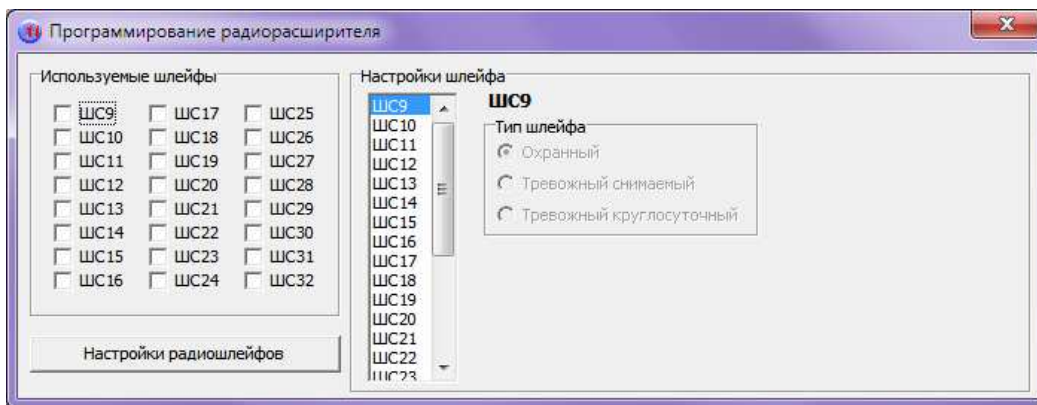 Программирование радиорасширителя
Используемые шлейфы
ШС9 ШС17 ШС25
ШС10 ШС18 ШС26
ШС11 ШС19 ШС27
ШС12 ШС20 ШС28
ШС13 ШС21 ШС29
ШС14 ШС22 ШС30
ШС15 ШС23 ШС31
ШС16 ШС24 ШС32
Настройки радиошлейфов
Настройки шлейфа
ШС9
ШС10
ШС11
ШС12
ШС13
ШС14
ШС15
ШС16
ШС17
ШС18
ШС19
ШС20
ШС21
ШС22
ШС23
ШС9
Тип шлейфа
Охранный
Тревожный снимаемый
Тревожный круглосуточный